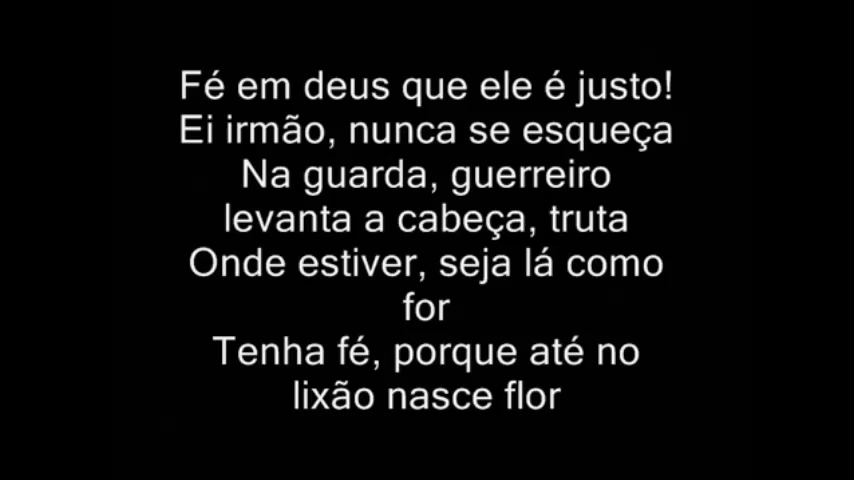 Fé em deus que ele é justo!
Ei irmão, nunca se esqueça
Na guarda, guerreiro
levanta a cabeça, truta
Onde estiver, seja lá como
for
Tenha fé, porque até no
lixão nasce flor